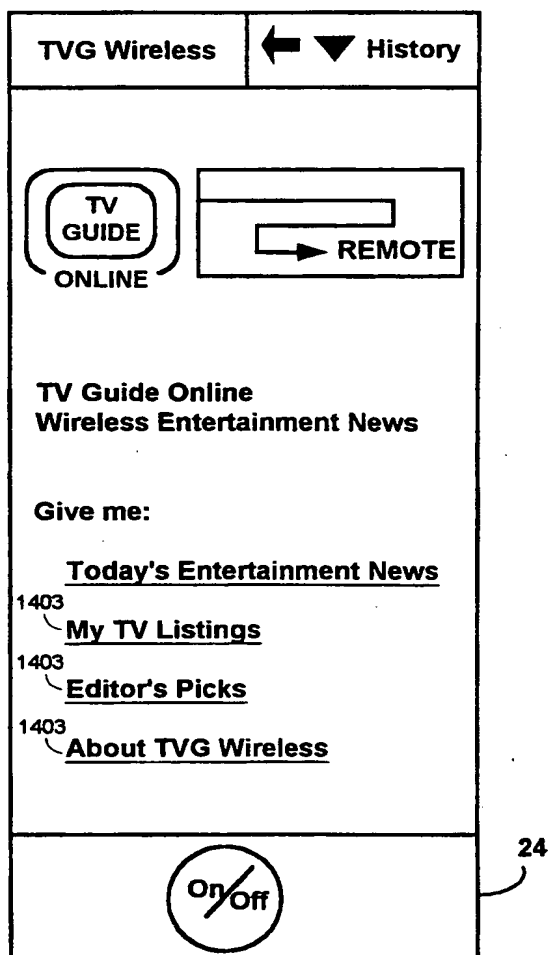 TVG Wireless
History
TV
GUIDE
ONLINE
REMOTE
TV Guide Online
Wireless Entertainment News
Give me:
Today's Entertainment News
1403
My TV Listings
1403
Editor's Picks
1403
About TVG Wireless
24
On/Off